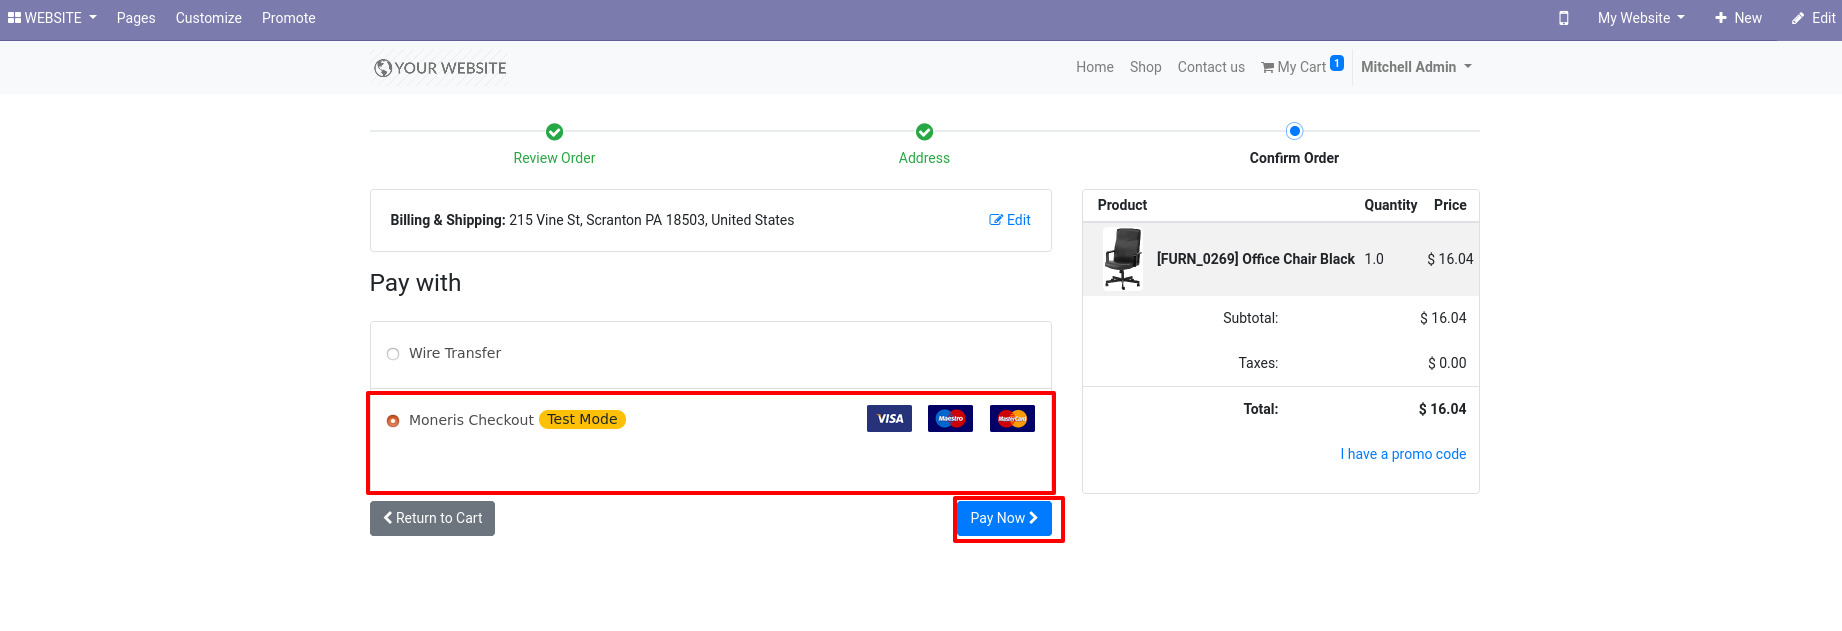 WEBSITE Pages Customize Promote My Website New Edit
YOUR WEBSITE Home Shop Contact us My Cart 1 Mitchell Admin
Review Order Address Confirm Order
Billing & Shipping: 215 Vine St, Scranton PA 18503, United States Edit
Pay with
Wire Transfer
Moneris Checkout Test Mode VISA Maestro MasterCard
Return to Cart Pay Now
Product Quantity Price
[FURN_0269] Office Chair Black 1.0 $ 16.04
Subtotal: $ 16.04
Taxes: $ 0.00
Total: $ 16.04
I have a promo code